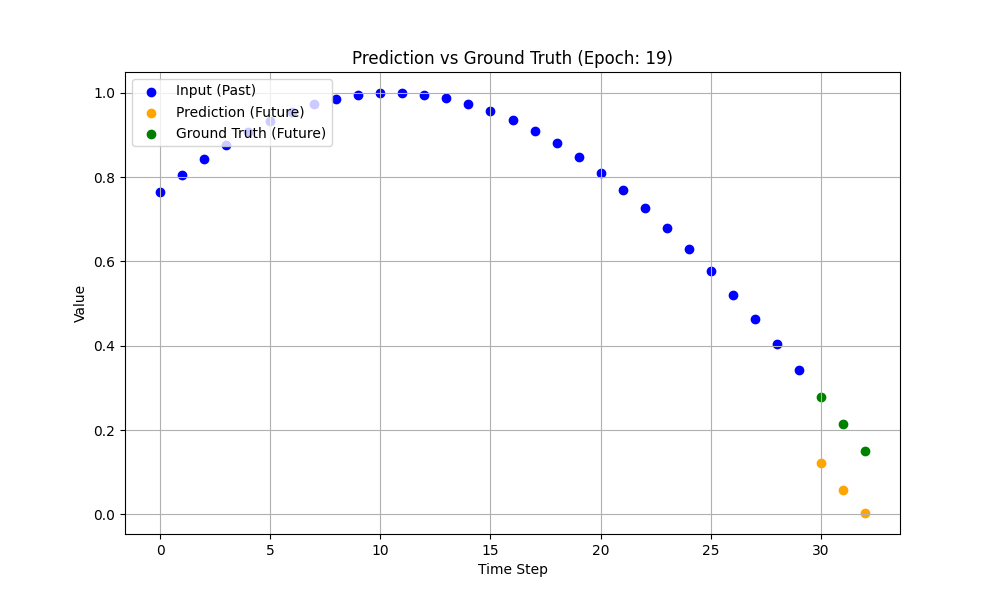 Prediction vs Ground Truth (Epoch: 19)
Input (Past)
Prediction (Future)
Ground Truth (Future)
Value
1.0
0.8
0.6
0.4
0.2
0.0
0 5 10 15 20 25 30
Time Step